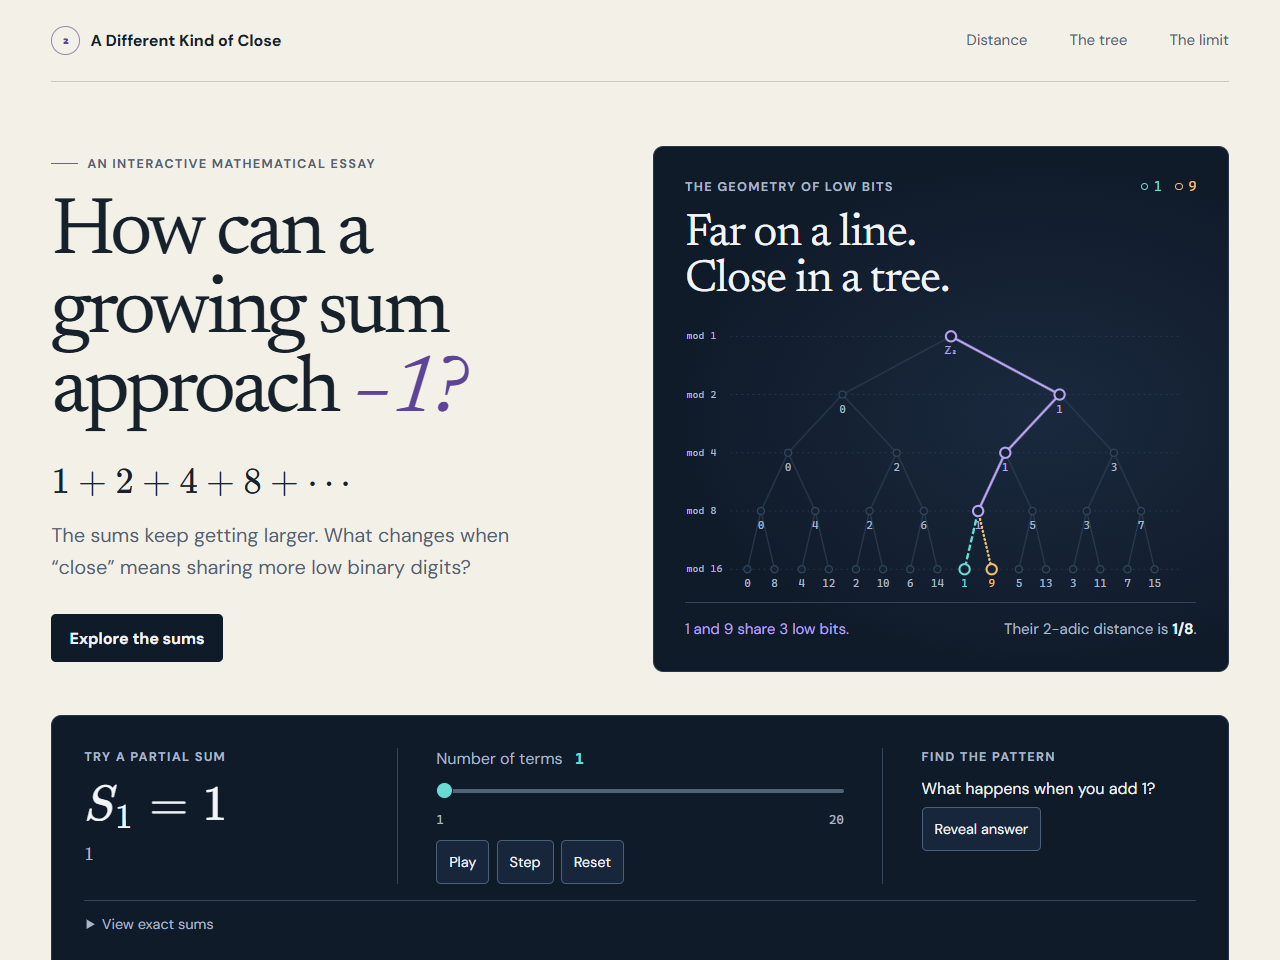 2 A Different Kind of Close
Distance The tree The limit
AN INTERACTIVE MATHEMATICAL ESSAY
How can a
growing sum
approach −1?
1 + 2 + 4 + 8 + ⋯
The sums keep getting larger. What changes when
“close” means sharing more low binary digits?
Explore the sums
THE GEOMETRY OF LOW BITS
1 9
Far on a line.
Close in a tree.
mod 1
Z₂
mod 2
0 1
mod 4
0 2 1 3
mod 8
0 4 2 6 1 5 3 7
mod 16
0 8 4 12 2 10 6 14 1 9 5 13 3 11 7 15
1 and 9 share 3 low bits.
Their 2-adic distance is 1/8.
TRY A PARTIAL SUM
S₁ = 1
1
Number of terms 1
1 20
Play Step Reset
FIND THE PATTERN
What happens when you add 1?
Reveal answer
View exact sums